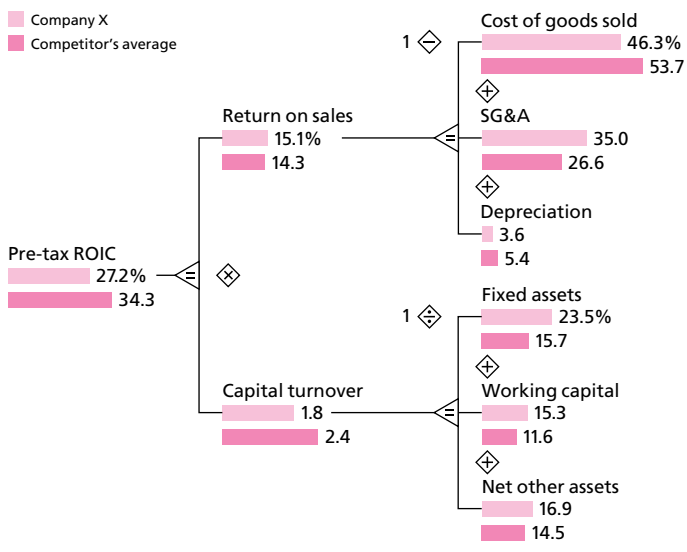 Company X
Competitor’s average
Cost of goods sold
1 −
46.3%
53.7
+
SG&A
Return on sales
15.1%
=
35.0
14.3
26.6
+
Depreciation
3.6
5.4
Pre-tax ROIC
27.2%
=
×
34.3
Fixed assets
1 ÷
23.5%
15.7
+
Capital turnover
Working capital
1.8
=
15.3
2.4
11.6
+
Net other assets
16.9
14.5